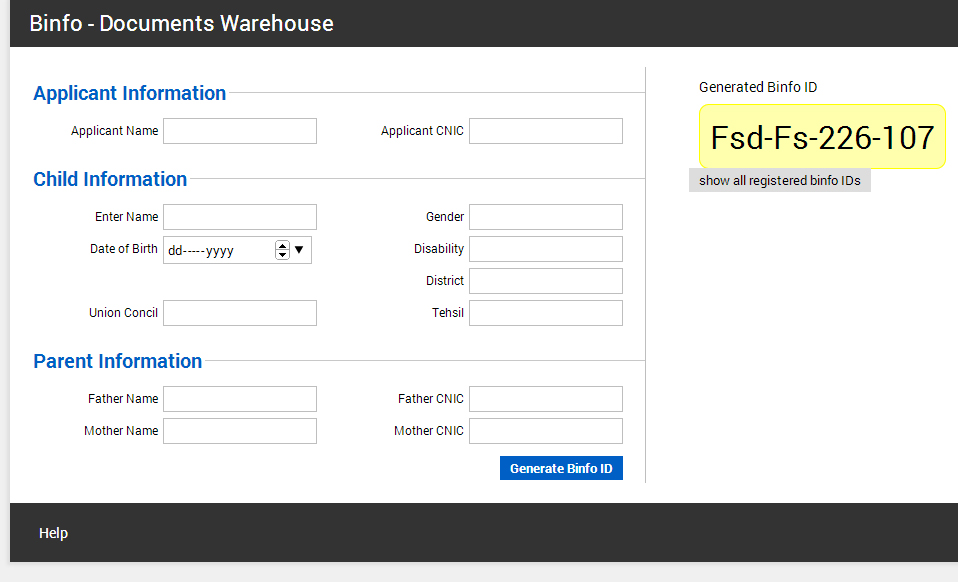 Binfo - Documents Warehouse
Applicant Information
Applicant Name
Applicant CNIC
Child Information
Enter Name
Gender
Date of Birth dd-----yyyy
Disability
District
Union Concil
Tehsil
Parent Information
Father Name
Father CNIC
Mother Name
Mother CNIC
Generate Binfo ID
Generated Binfo ID
Fsd-Fs-226-107
show all registered binfo IDs
Help